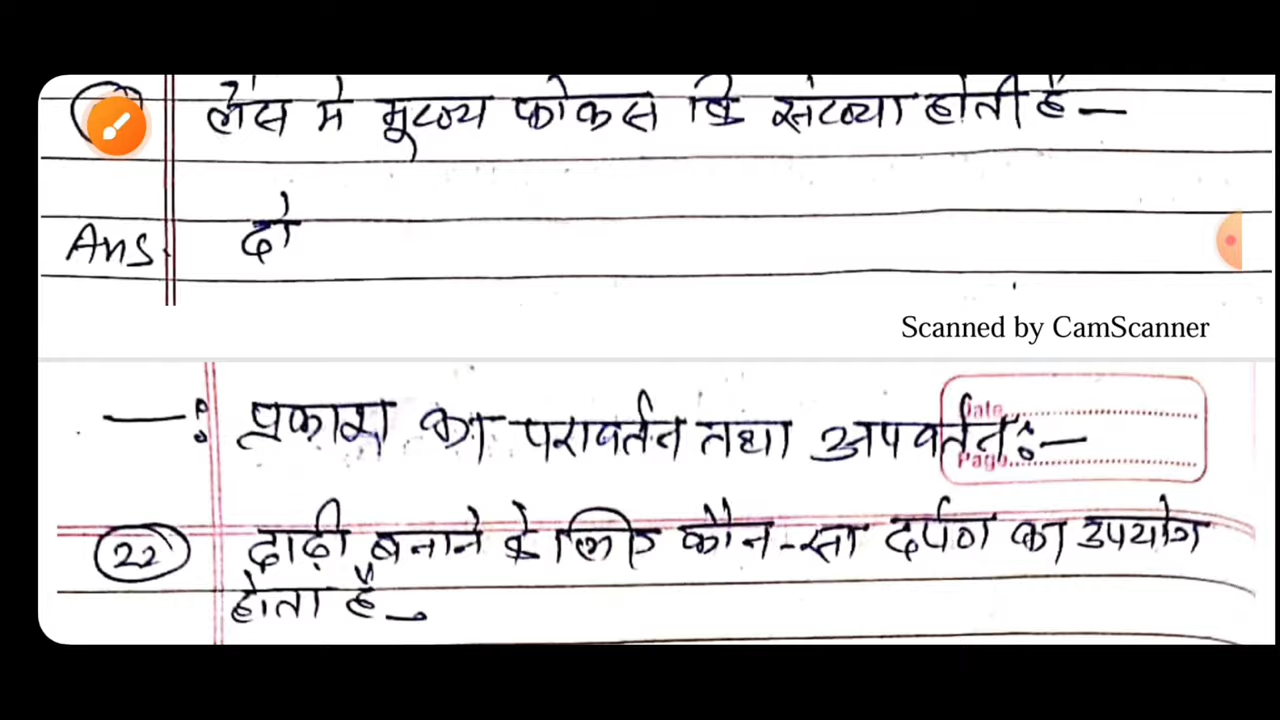 लेंस मे मुख्य फोकस कि संख्या होती है —
Ans. दो
Scanned by CamScanner
—: प्रकाश का परावर्तन तथा अपवर्तन :—
Date
Page
22 दाढ़ी बनाने के लिए कौन-सा दर्पण का उपयोग
होता है -